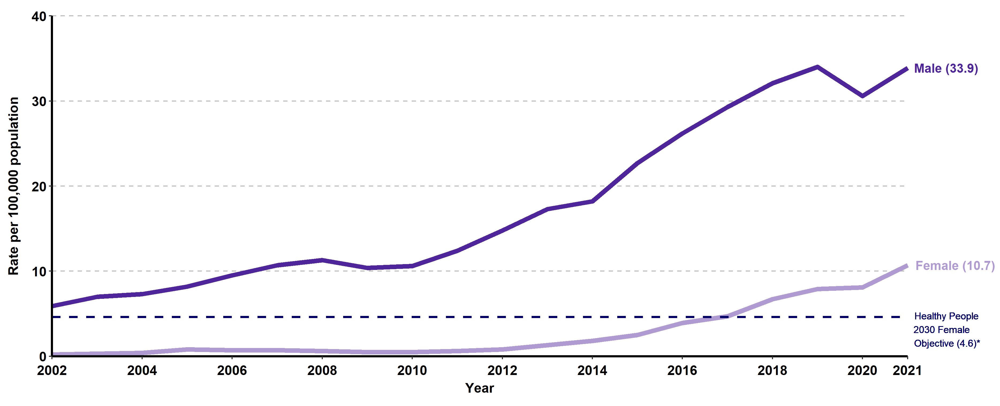 40
30
20
10
0
Rate per 100,000 population
Male (33.9)
Female (10.7)
Healthy People
2030 Female
Objective (4.6)*
2002 2004 2006 2008 2010 2012 2014 2016 2018 2020 2021
Year